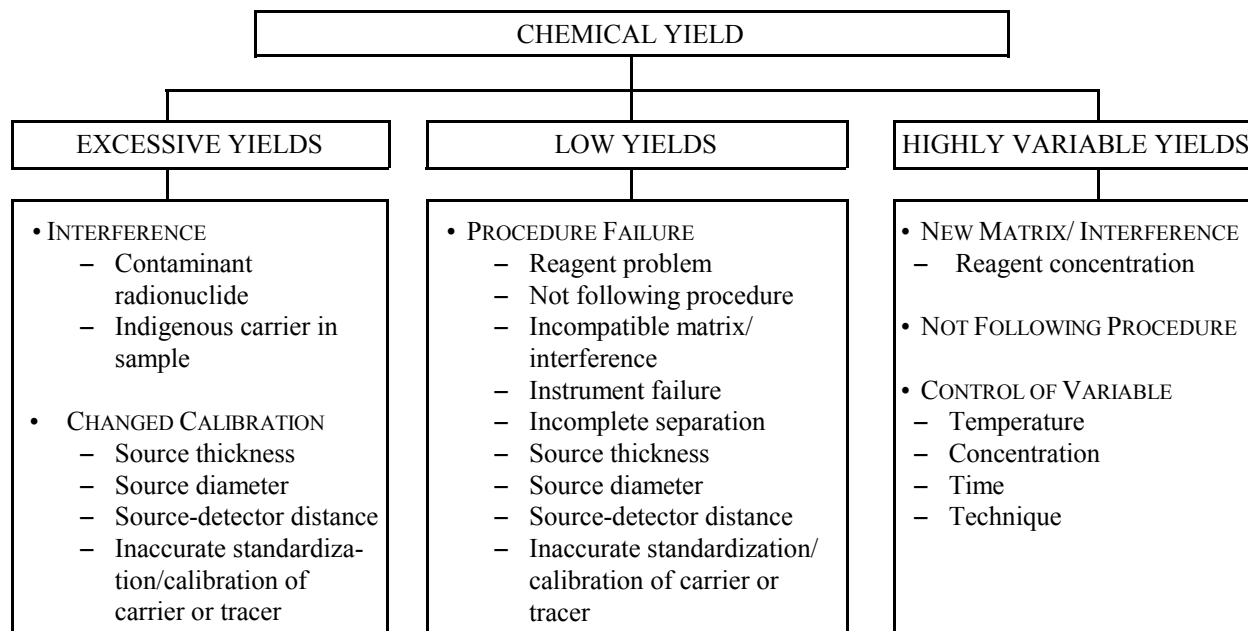 CHEMICAL YIELD
EXCESSIVE YIELDS
• INTERFERENCE
– Contaminant
radionuclide
– Indigenous carrier in
sample
• CHANGED CALIBRATION
– Source thickness
– Source diameter
– Source-detector distance
– Inaccurate standardiza-
tion/calibration of
carrier or tracer
LOW YIELDS
• PROCEDURE FAILURE
– Reagent problem
– Not following procedure
– Incompatible matrix/
interference
– Instrument failure
– Incomplete separation
– Source thickness
– Source diameter
– Source-detector distance
– Inaccurate standardization/
calibration of carrier or
tracer
HIGHLY VARIABLE YIELDS
• NEW MATRIX/ INTERFERENCE
– Reagent concentration
• NOT FOLLOWING PROCEDURE
• CONTROL OF VARIABLE
– Temperature
– Concentration
– Time
– Technique